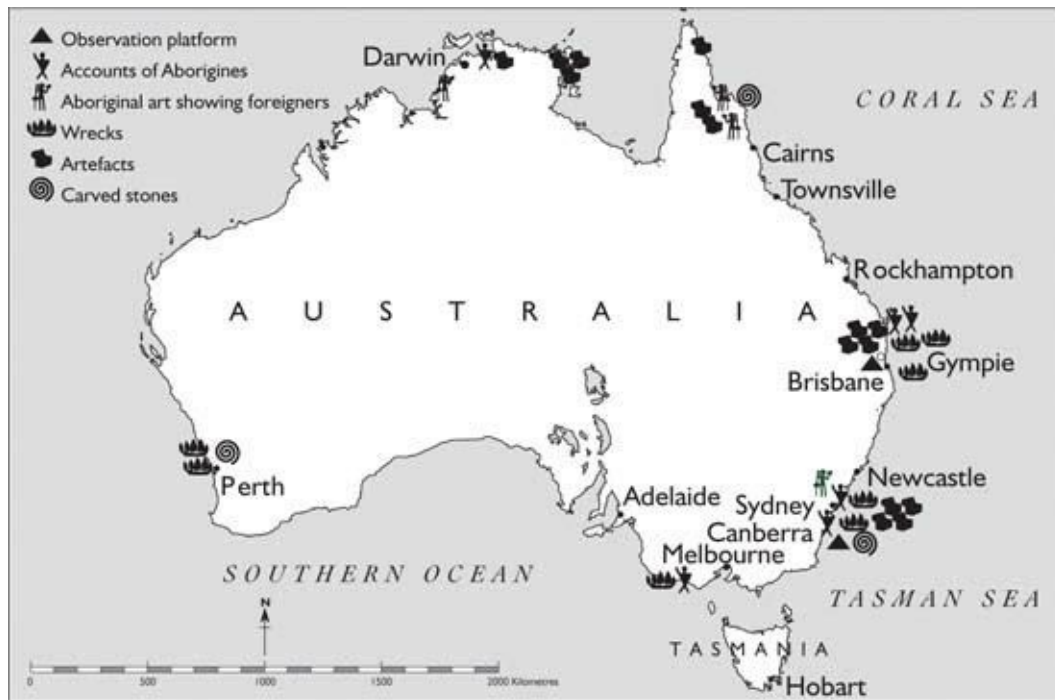 Observation platform
Accounts of Aborigines
Aboriginal art showing foreigners
Wrecks
Artefacts
Carved stones
Darwin
CORAL SEA
Cairns
Townsville
Rockhampton
AUSTRALIA
Gympie
Brisbane
Perth
Newcastle
Adelaide
Sydney
Canberra
Melbourne
SOUTHERN OCEAN
TASMAN SEA
N
TASMANIA
0 500 1000 1500 2000 Kilometres
Hobart